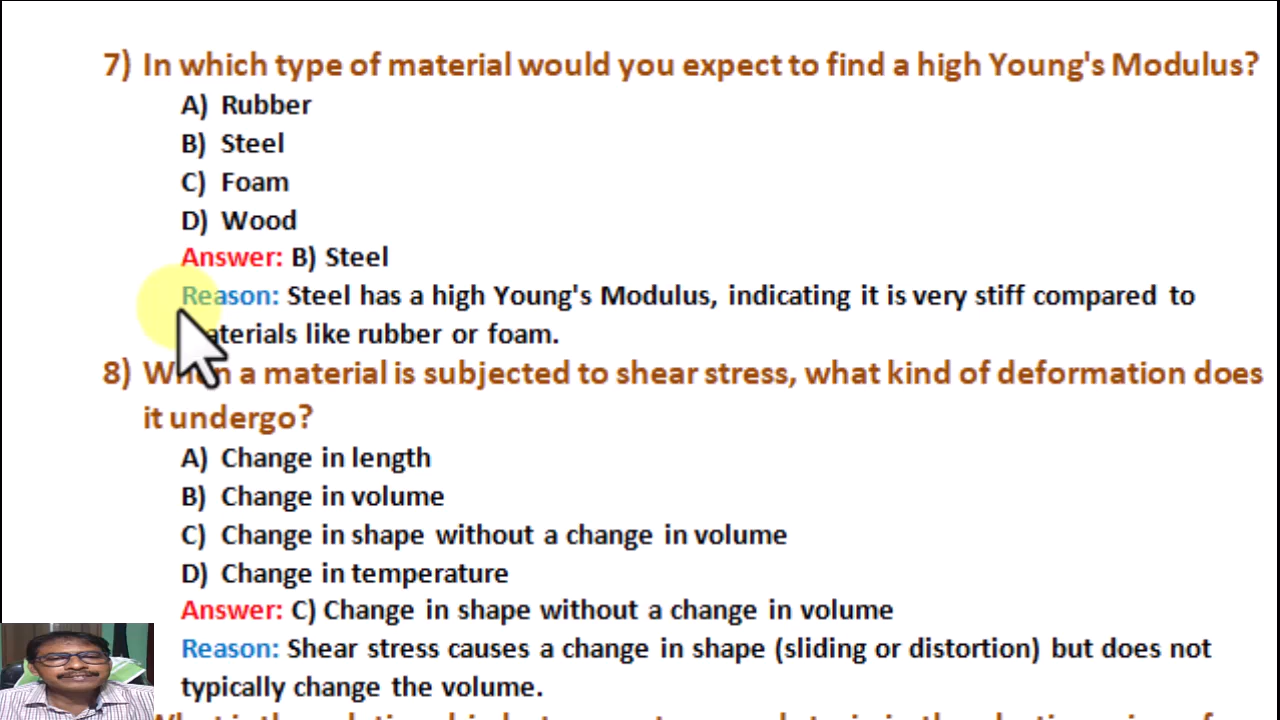 7) In which type of material would you expect to find a high Young's Modulus?
A) Rubber
B) Steel
C) Foam
D) Wood
Answer: B) Steel
Reason: Steel has a high Young's Modulus, indicating it is very stiff compared to
materials like rubber or foam.
8) When a material is subjected to shear stress, what kind of deformation does
it undergo?
A) Change in length
B) Change in volume
C) Change in shape without a change in volume
D) Change in temperature
Answer: C) Change in shape without a change in volume
Reason: Shear stress causes a change in shape (sliding or distortion) but does not
typically change the volume.